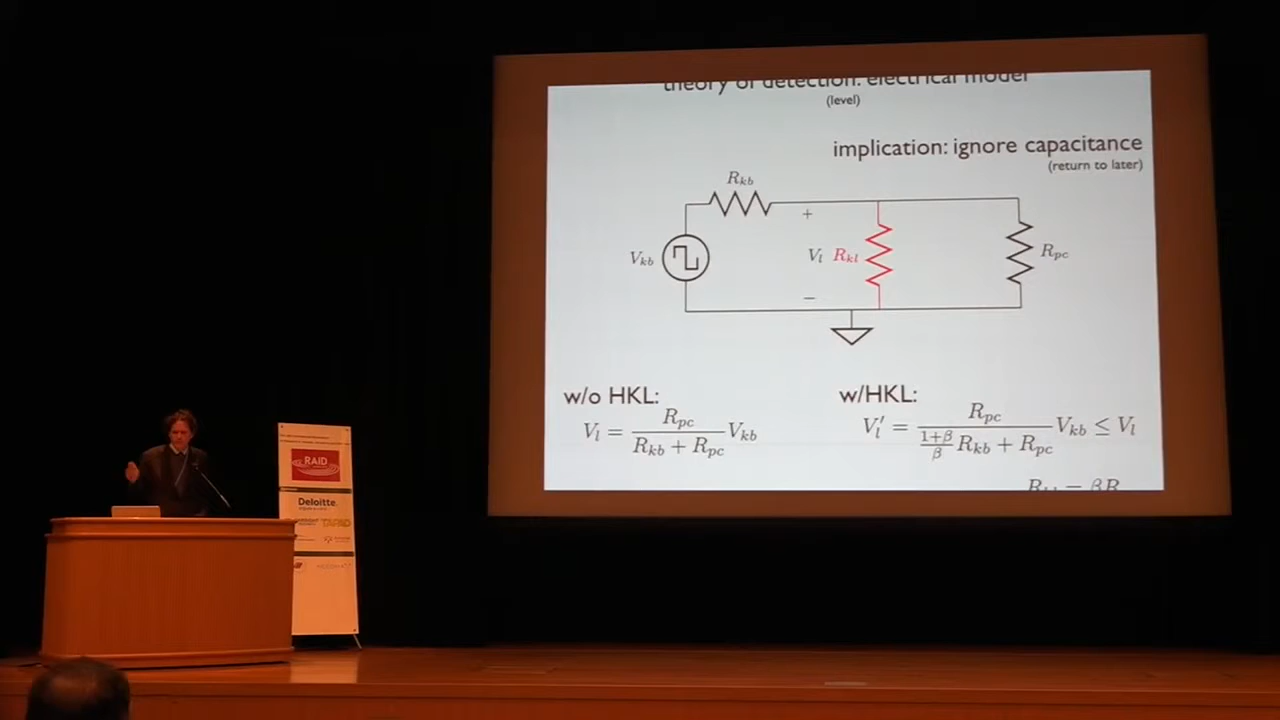 theory of detection: electrical model
(level)
implication: ignore capacitance
(return to later)
R_kb
+
V_kb
V_l R_kl
R_pc
−
w/o HKL:
V_l = R_pc / (R_kb + R_pc) V_kb
w/HKL:
V_l' = R_pc / ((1+β)/β R_kb + R_pc) V_kb ≤ V_l
RAID
Deloitte.